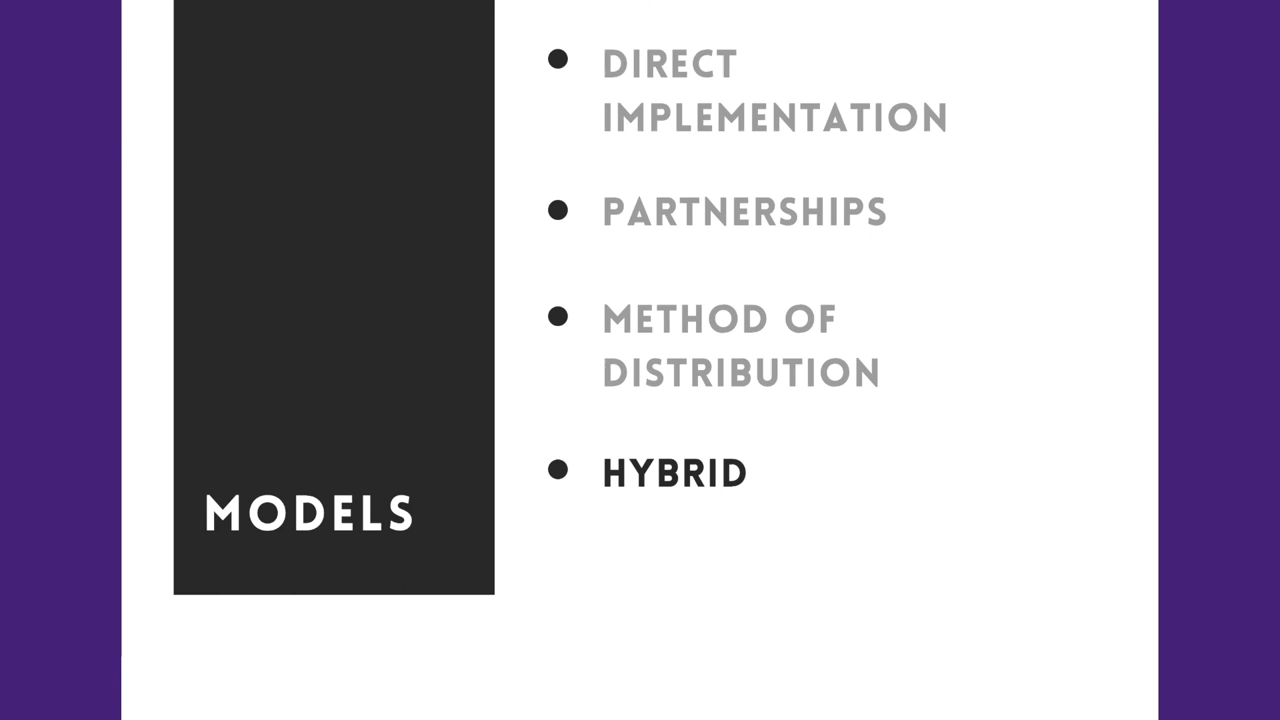 MODELS
DIRECT
IMPLEMENTATION
PARTNERSHIPS
METHOD OF
DISTRIBUTION
HYBRID